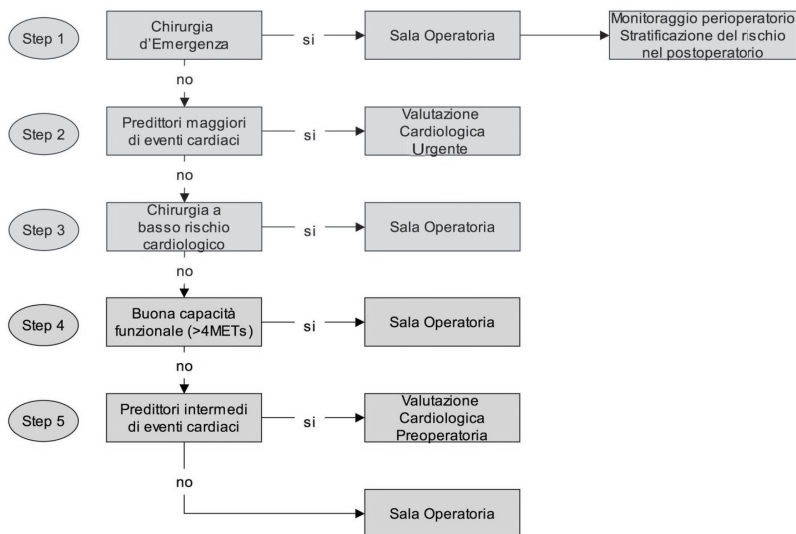 Step 1
Chirurgia
d'Emergenza
si
Sala Operatoria
Monitoraggio perioperatorio
Stratificazione del rischio
nel postoperatorio
no
Step 2
Predittori maggiori
di eventi cardiaci
si
Valutazione
Cardiologica
Urgente
no
Step 3
Chirurgia a
basso rischio
cardiologico
si
Sala Operatoria
no
Step 4
Buona capacità
funzionale (>4METs)
si
Sala Operatoria
no
Step 5
Predittori intermedi
di eventi cardiaci
si
Valutazione
Cardiologica
Preoperatoria
no
Sala Operatoria